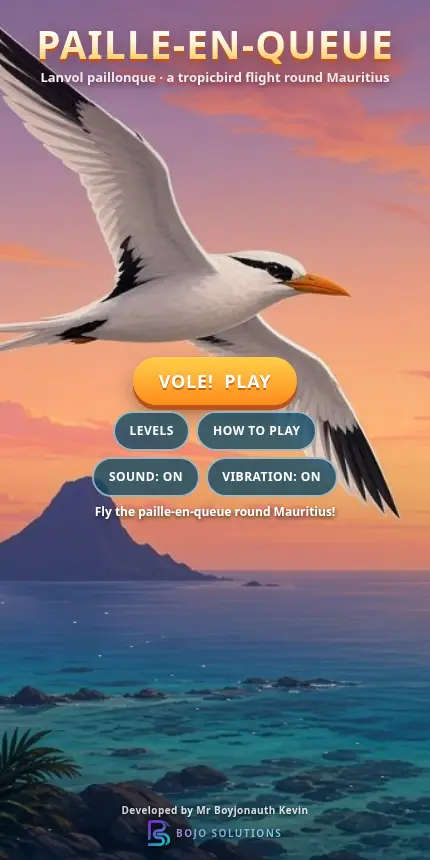 PAILLE-EN-QUEUE
Lanvol paillonque · a tropicbird flight round Mauritius
VOLE! PLAY
LEVELS
HOW TO PLAY
SOUND: ON
VIBRATION: ON
Fly the paille-en-queue round Mauritius!
Developed by Mr Boyjonauth Kevin
BOJO SOLUTIONS